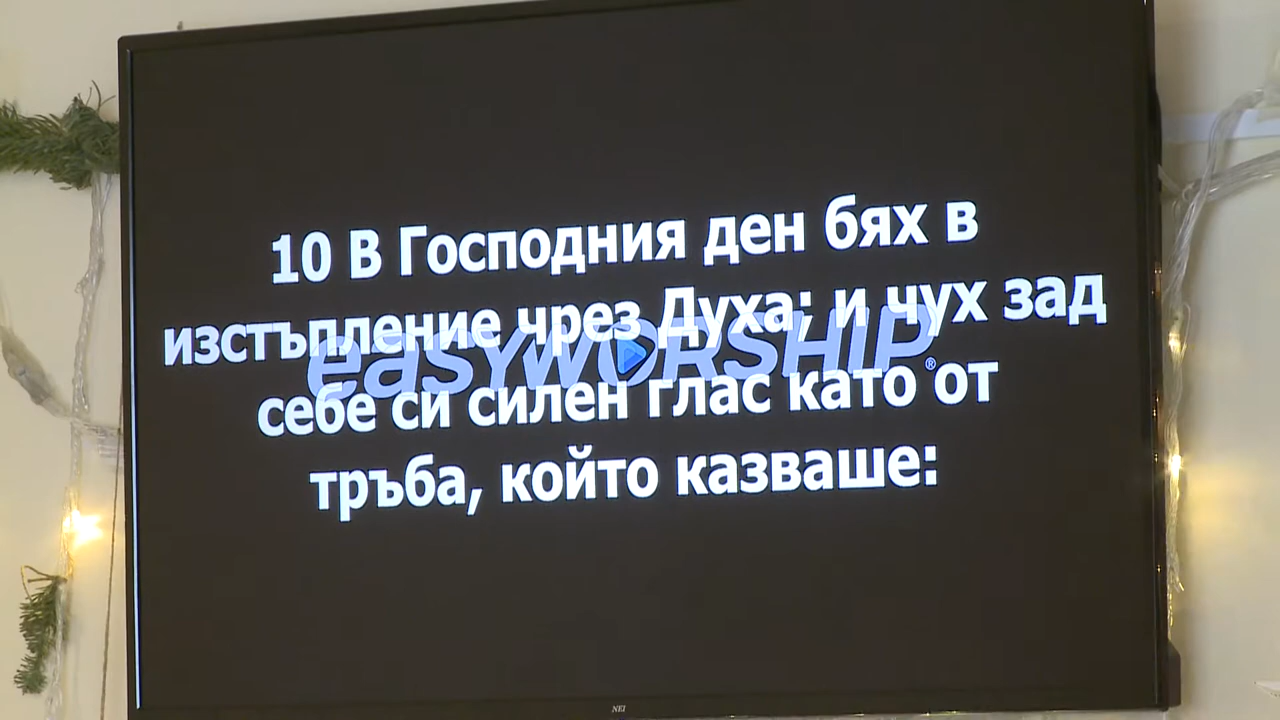 10 В Господния ден бях в
изстъпление чрез Духа; и чух зад
easyWORSHIP®
себе си силен глас като от
тръба, който казваше:
NEI